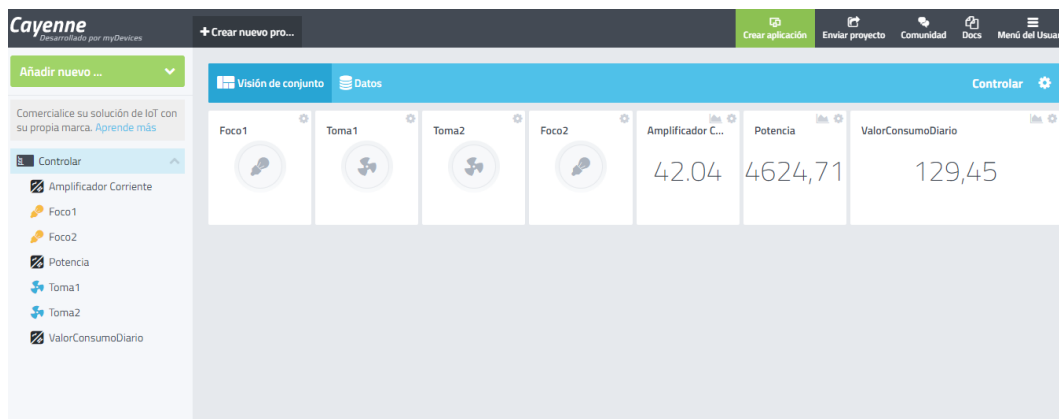 Cayenne
Desarrollado por myDevices
+ Crear nuevo pro...
Crear aplicación
Enviar proyecto
Comunidad
Docs
Menú del Usuar
Añadir nuevo ...
Comercialice su solución de IoT con
su propia marca. Aprende más
Controlar
Amplificador Corriente
Foco1
Foco2
Potencia
Toma1
Toma2
ValorConsumoDiario
Visión de conjunto
Datos
Controlar
Foco1
Toma1
Toma2
Foco2
Amplificador C...
42.04
Potencia
4624,71
ValorConsumoDiario
129,45